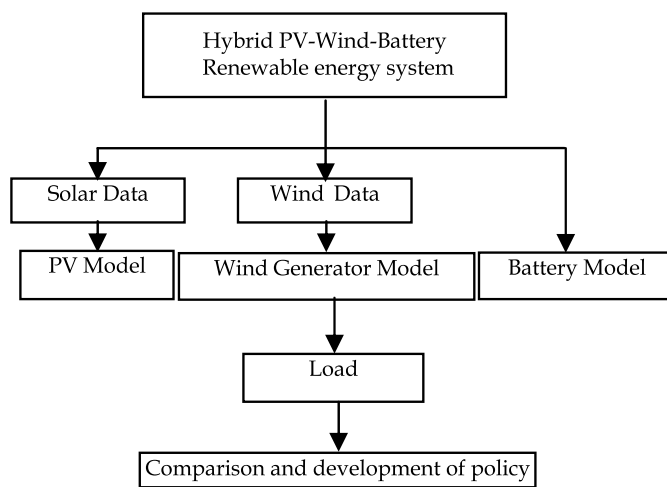 Hybrid PV-Wind-Battery
Renewable energy system
Solar Data
Wind Data
PV Model
Wind Generator Model
Battery Model
Load
Comparison and development of policy